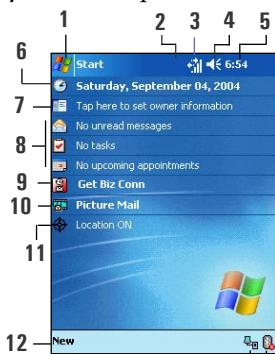 1
2 3 4 5
6
Start 6:54
Saturday, September 04, 2004
7 Tap here to set owner information
No unread messages
8 No tasks
No upcoming appointments
9 Get Biz Conn
10 Picture Mail
Location ON
11
12 New